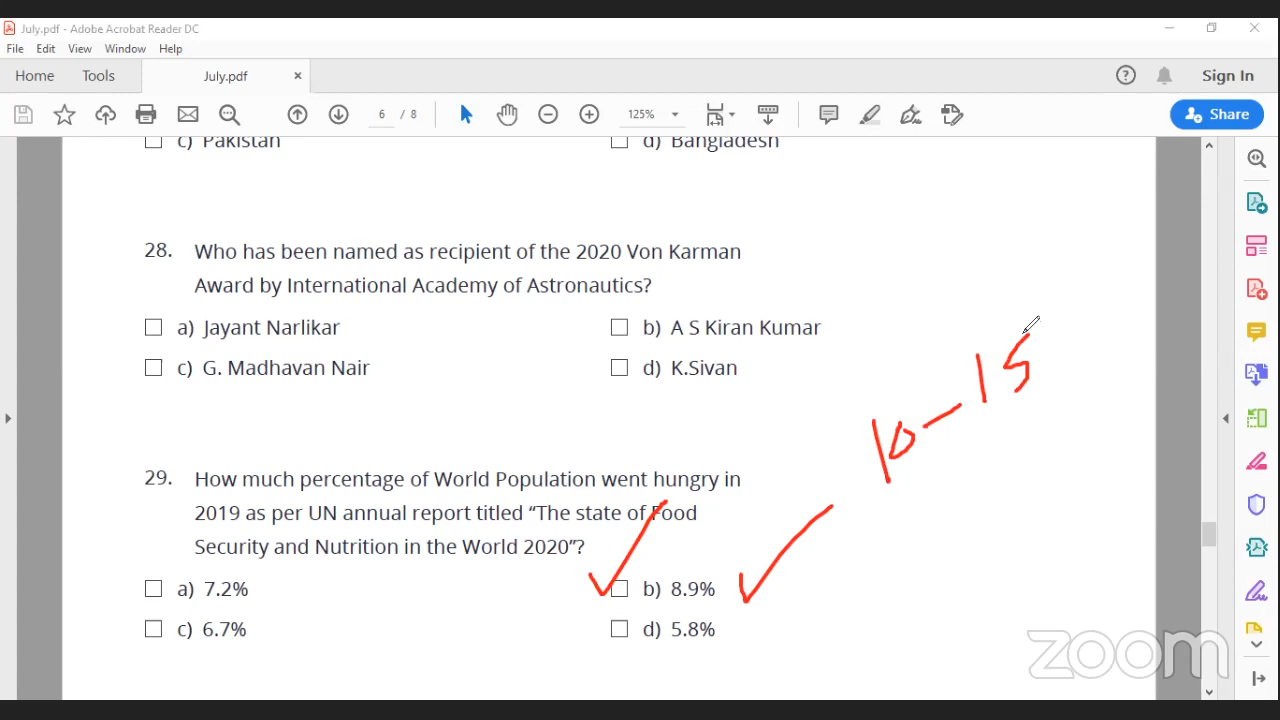 July.pdf - Adobe Acrobat Reader DC
File Edit View Window Help
Home Tools July.pdf × Sign In
6 / 8 125% Share
c) Pakistan d) Bangladesh
28. Who has been named as recipient of the 2020 Von Karman
Award by International Academy of Astronautics?
a) Jayant Narlikar b) A S Kiran Kumar
c) G. Madhavan Nair d) K.Sivan
10-15
29. How much percentage of World Population went hungry in
2019 as per UN annual report titled “The state of Food
Security and Nutrition in the World 2020”?
a) 7.2% b) 8.9%
c) 6.7% d) 5.8%
zoom